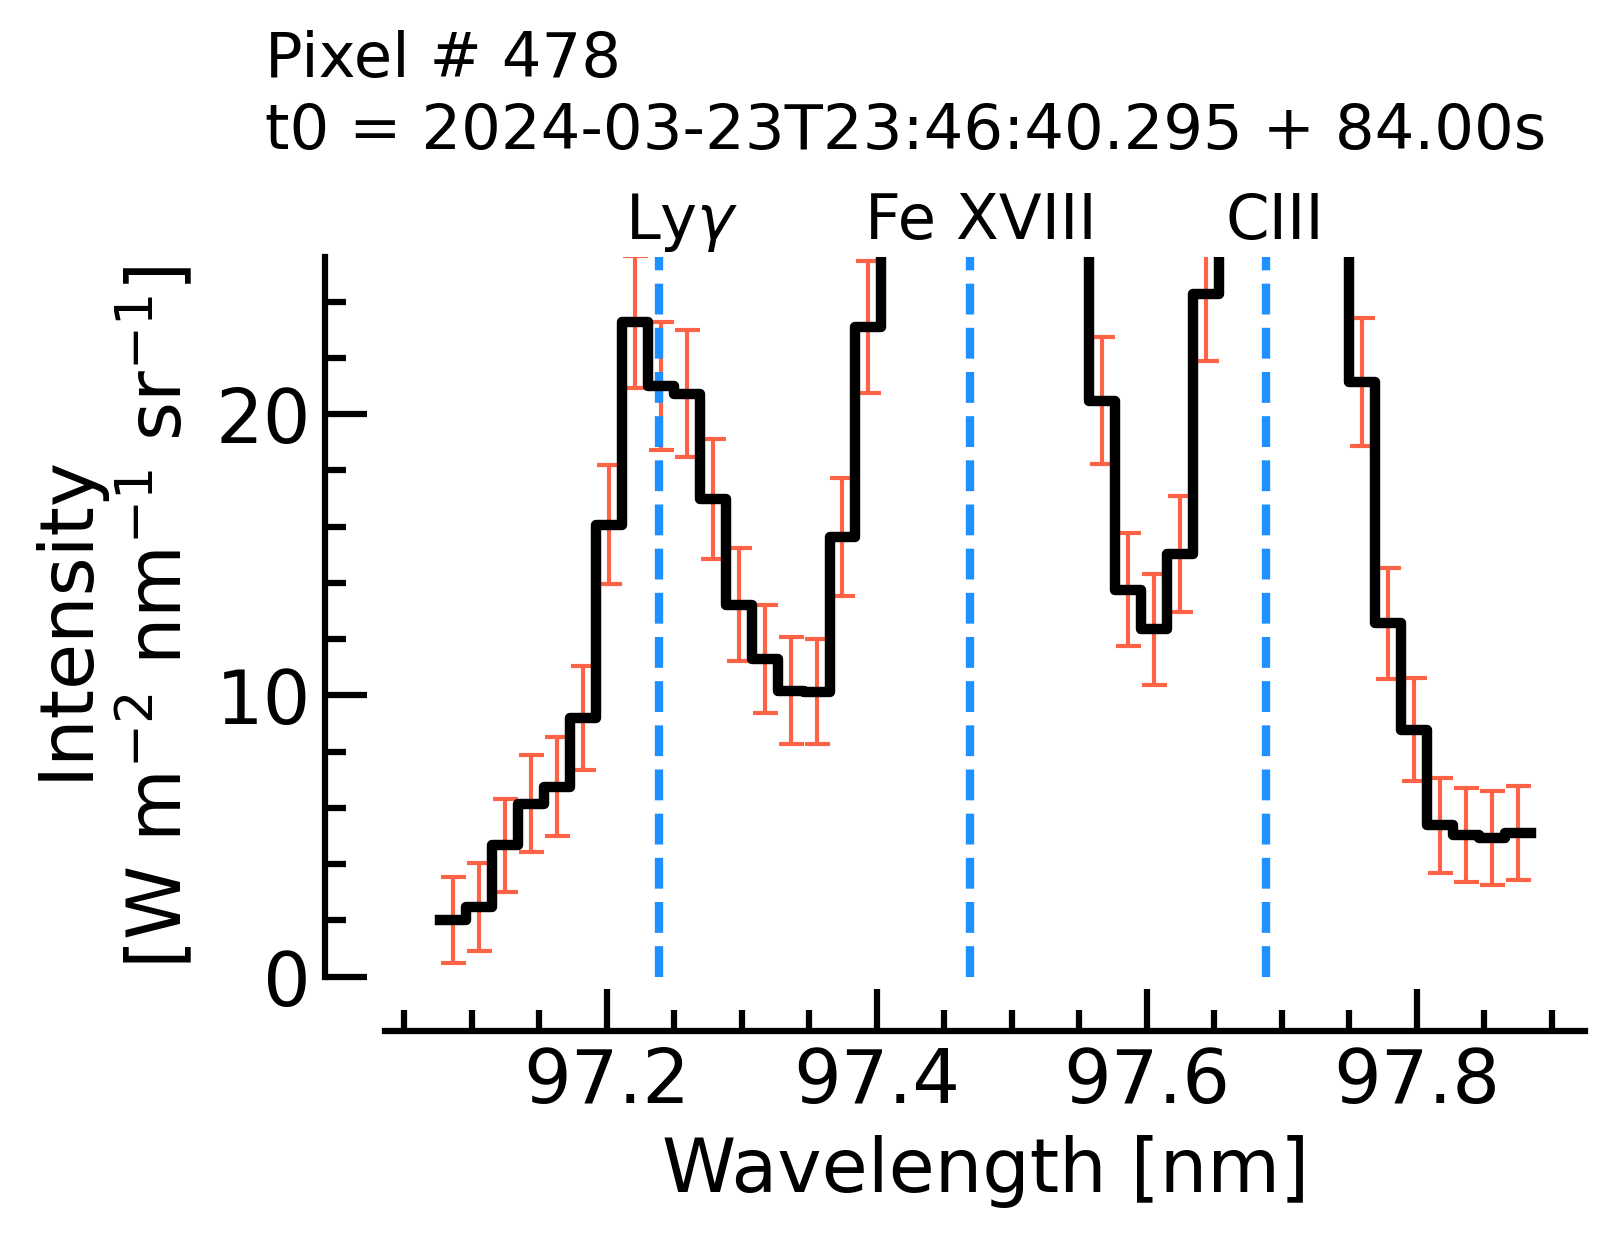 Pixel # 478
t0 = 2024-03-23T23:46:40.295 + 84.00s
Lyγ Fe XVIII CIII
Intensity
[W m⁻² nm⁻¹ sr⁻¹]
20
10
0
97.2 97.4 97.6 97.8
Wavelength [nm]